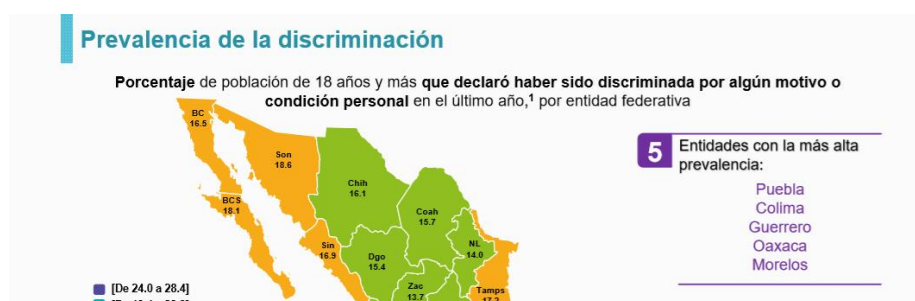 Prevalencia de la discriminación
Porcentaje de población de 18 años y más que declaró haber sido discriminada por algún motivo o
condición personal en el último año,¹ por entidad federativa
BC
16.5
Son
18.6
Chih
16.1
BCS
18.1
Coah
15.7
Sin
16.9
Dgo
15.4
NL
14.0
Zac
13.7
Tamps
17.2
[De 24.0 a 28.4]
5
Entidades con la más alta
prevalencia:
Puebla
Colima
Guerrero
Oaxaca
Morelos